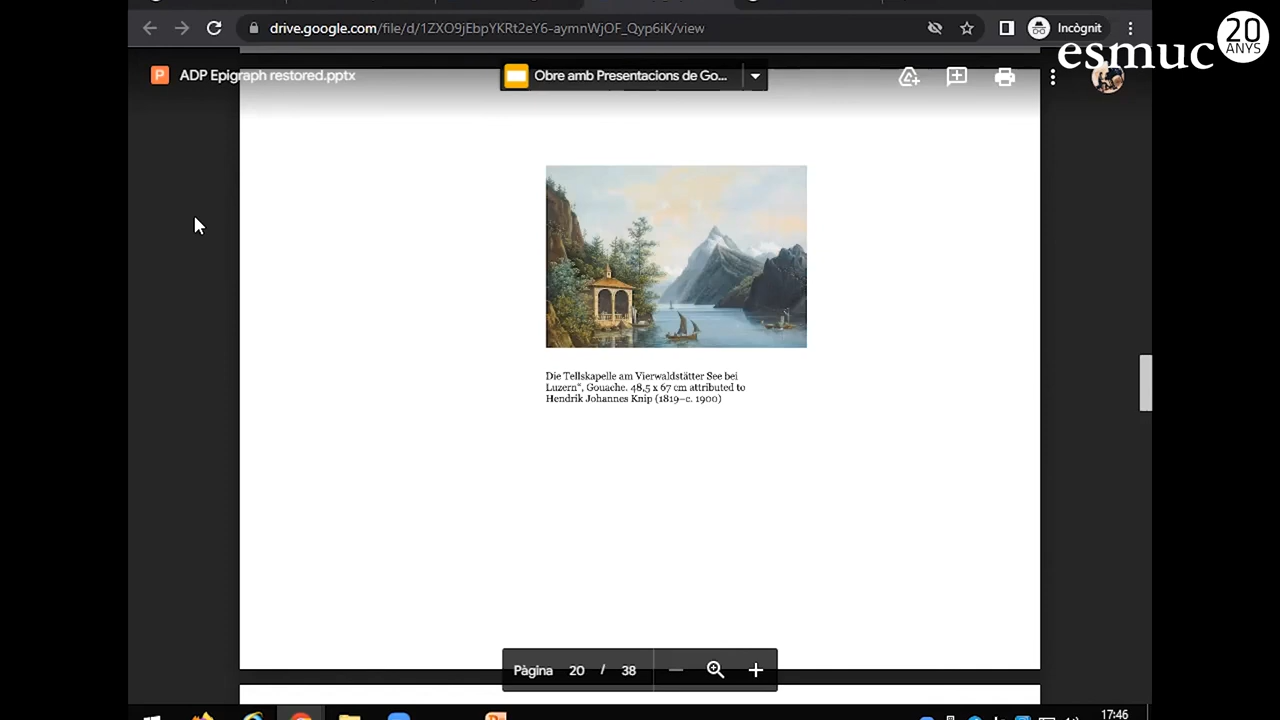 drive.google.com/file/d/1ZXO9jEbpYKRt2eY6-aymnWjOF_Qyp6iK/view
Incògnit
esmuc
20
ANYS
P
ADP Epigraph restored.pptx
Obre amb Presentacions de Go...
Die Tellskapelle am Vierwaldstätter See bei
Luzern“, Gouache. 48,5 x 67 cm attributed to
Hendrik Johannes Knip (1819–c. 1900)
Pàgina 20 / 38
17:46